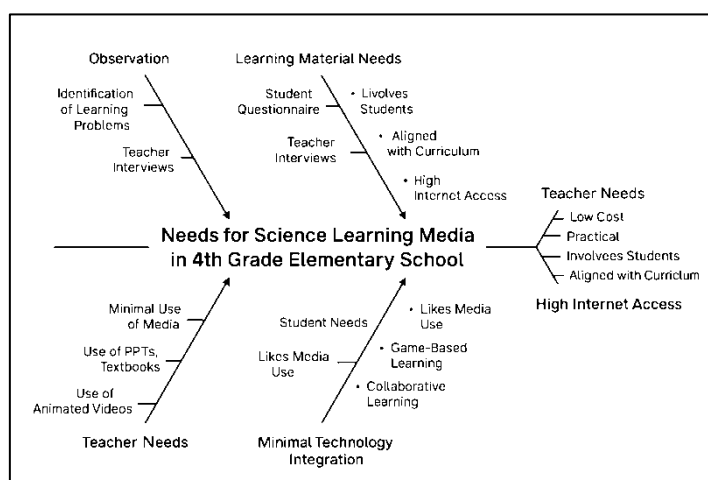 Observation
Identification
of Learning
Problems
Teacher
Interviews
Learning Material Needs
Student
Questionnaire
Teacher
Interviews
• Livolves
Students
• Aligned
with Curriculum
• High
Internet Access
Teacher Needs
Low Cost
Practical
Involvees Students
Aligned with Curriclum
High Internet Access
Needs for Science Learning Media
in 4th Grade Elementary School
Minimal Use
of Media
Use of PPTs,
Textbooks
Use of
Animated Videos
Teacher Needs
Student Needs
Likes Media
Use
• Likes Media
Use
• Game-Based
Learning
• Collaborative
Learning
Minimal Technology
Integration